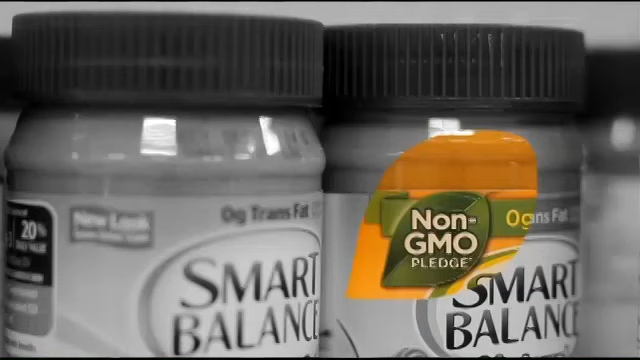 20%
New Look
0g Trans Fat
SMART
BALANCE
Non-
GMO
PLEDGE
0g Trans Fat
SMART
BALANCE